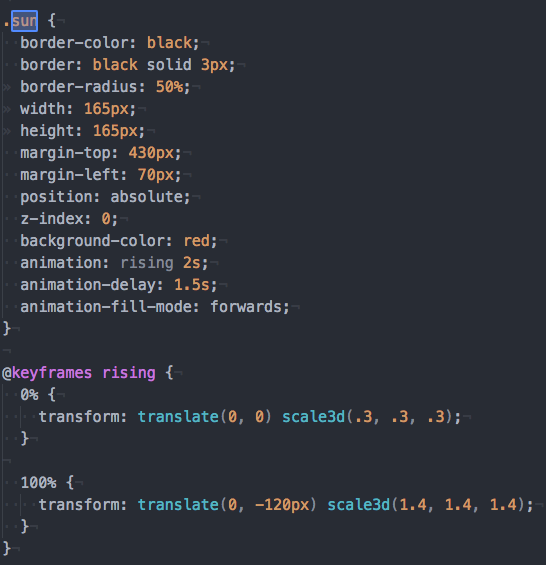 .sun {
border-color: black;
border: black solid 3px;
border-radius: 50%;
width: 165px;
height: 165px;
margin-top: 430px;
margin-left: 70px;
position: absolute;
z-index: 0;
background-color: red;
animation: rising 2s;
animation-delay: 1.5s;
animation-fill-mode: forwards;
}
@keyframes rising {
0% {
transform: translate(0, 0) scale3d(.3, .3, .3);
}
100% {
transform: translate(0, -120px) scale3d(1.4, 1.4, 1.4);
}
}